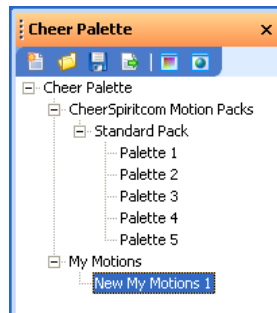 Cheer Palette
Cheer Palette
CheerSpiritcom Motion Packs
Standard Pack
Palette 1
Palette 2
Palette 3
Palette 4
Palette 5
My Motions
New My Motions 1